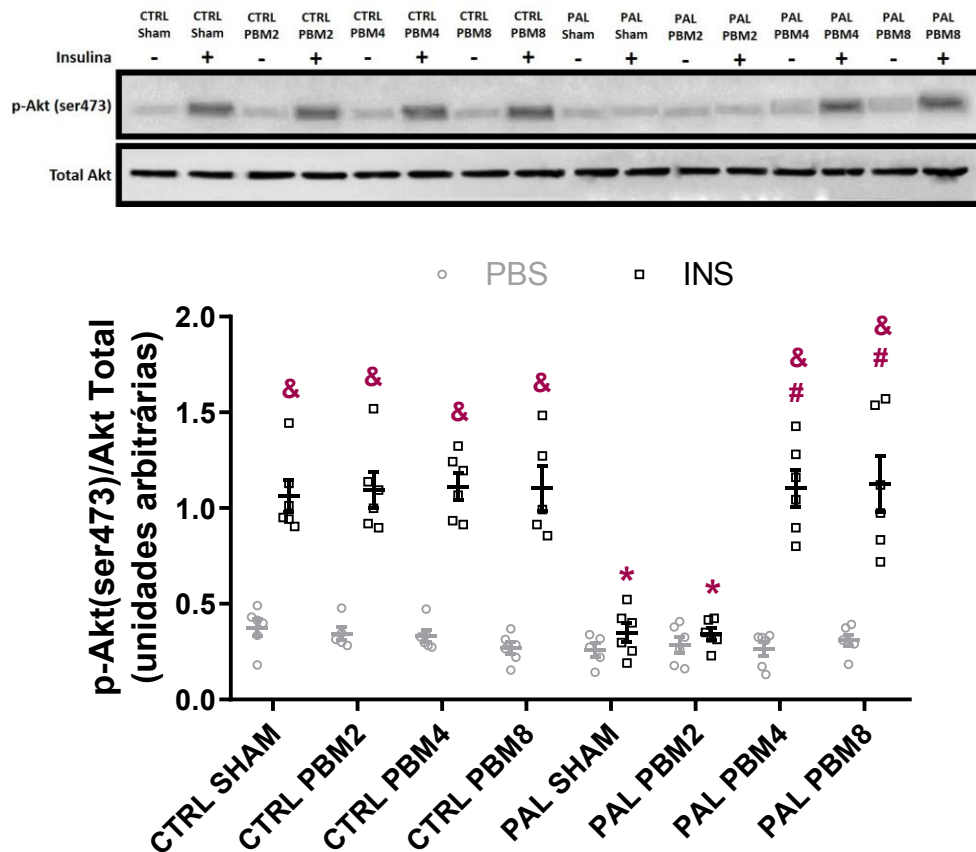 CTRL CTRL CTRL CTRL CTRL CTRL CTRL CTRL PAL PAL PAL PAL PAL PAL PAL PAL
Sham Sham PBM2 PBM2 PBM4 PBM4 PBM8 PBM8 Sham Sham PBM2 PBM2 PBM4 PBM4 PBM8 PBM8
Insulina - + - + - + - + - + - + - + - +
p-Akt (ser473)
Total Akt
PBS INS
p-Akt(ser473)/Akt Total
(unidades arbitrárias)
2.0
1.5
1.0
0.5
0.0
& & & & * * & # & #
CTRL SHAM
CTRL PBM2
CTRL PBM4
CTRL PBM8
PAL SHAM
PAL PBM2
PAL PBM4
PAL PBM8